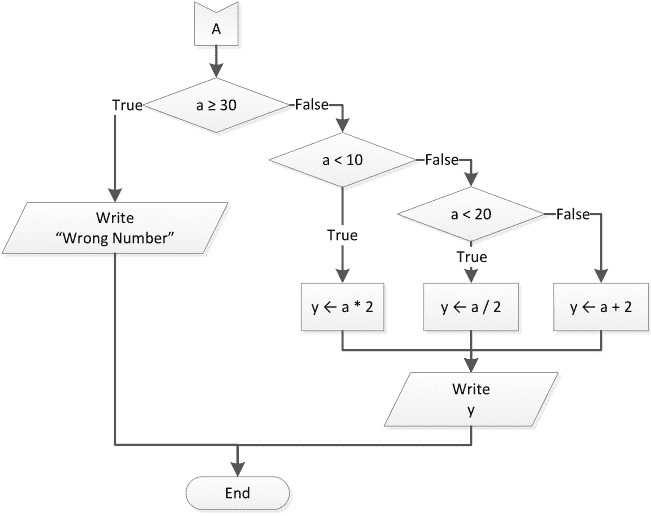 A
a ≥ 30
True
False
a < 10
False
a < 20
False
Write
“Wrong Number”
True
True
y ← a * 2
y ← a / 2
y ← a + 2
Write
y
End